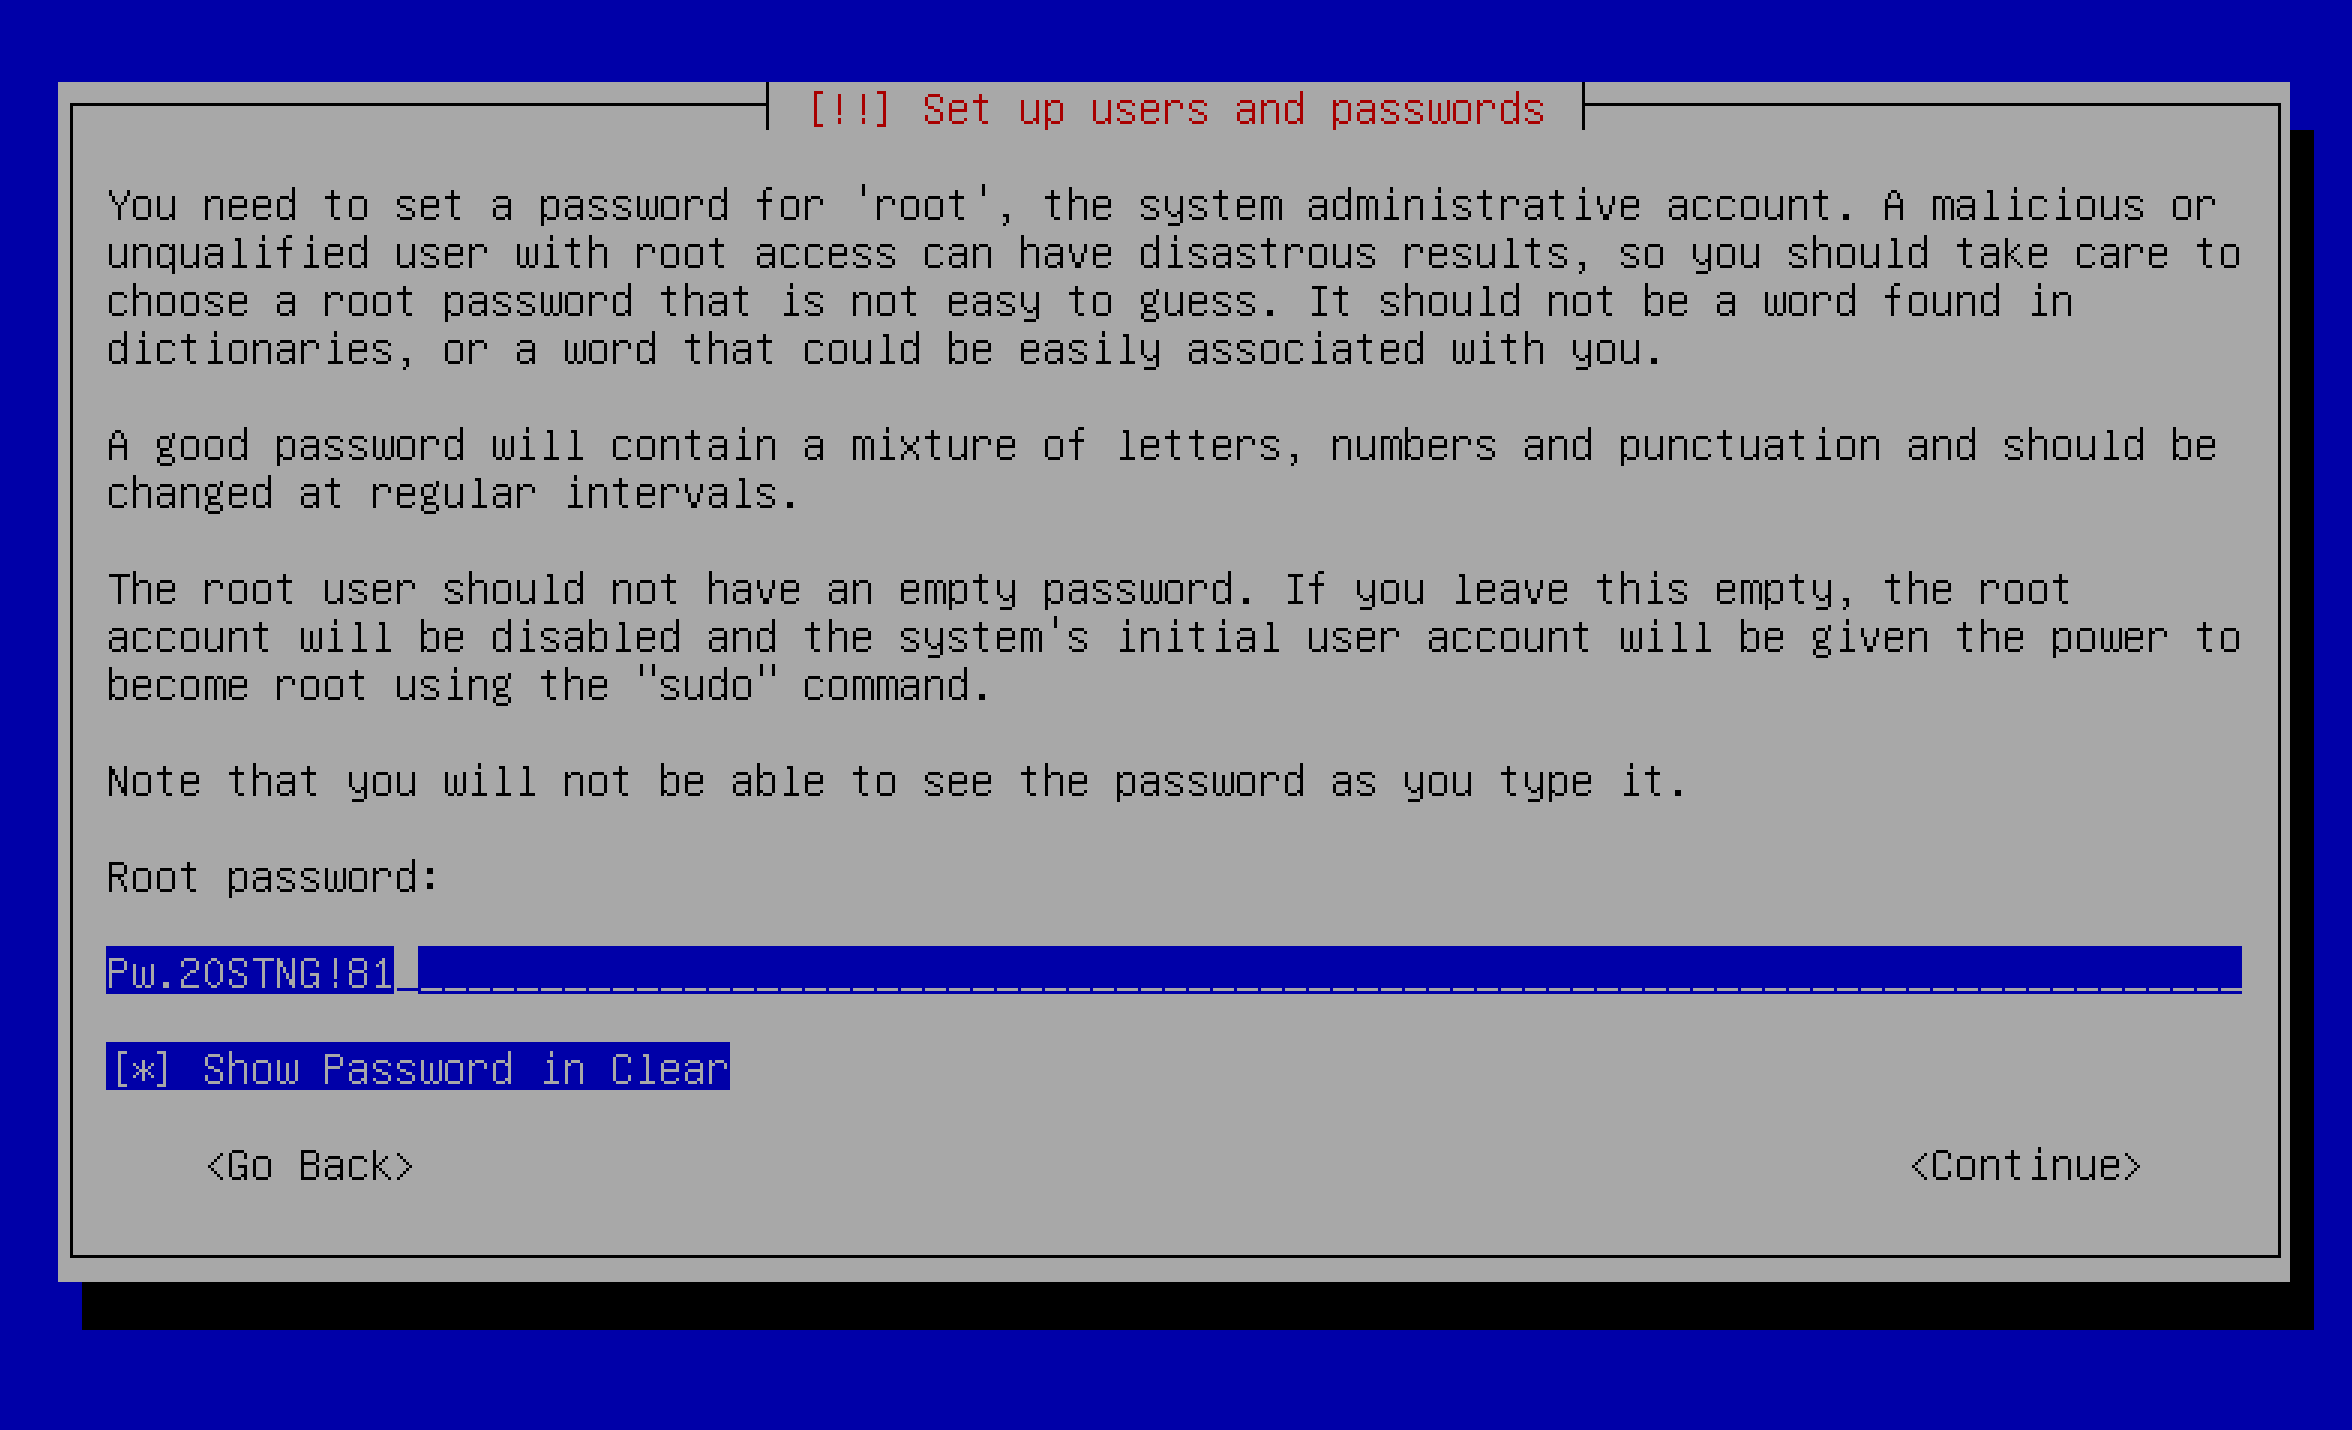 [!!] Set up users and passwords
You need to set a password for 'root', the system administrative account. A malicious or
unqualified user with root access can have disastrous results, so you should take care to
choose a root password that is not easy to guess. It should not be a word found in
dictionaries, or a word that could be easily associated with you.
A good password will contain a mixture of letters, numbers and punctuation and should be
changed at regular intervals.
The root user should not have an empty password. If you leave this empty, the root
account will be disabled and the system's initial user account will be given the power to
become root using the "sudo" command.
Note that you will not be able to see the password as you type it.
Root password:
Pw.20STNG!81
[*] Show Password in Clear
<Go Back> <Continue>